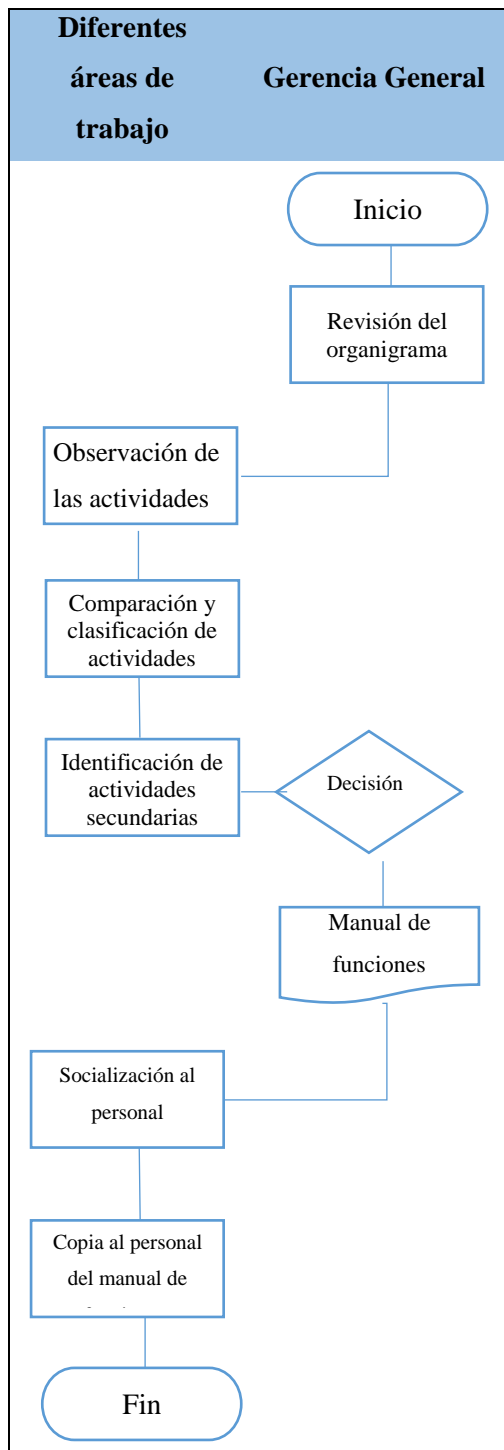 Diferentes
áreas de
trabajo
Gerencia General
Inicio
Revisión del
organigrama
Observación de
las actividades
Comparación y
clasificación de
actividades
Identificación de
actividades
secundarias
Decisión
Manual de
funciones
Socialización al
personal
Copia al personal
del manual de
Fin